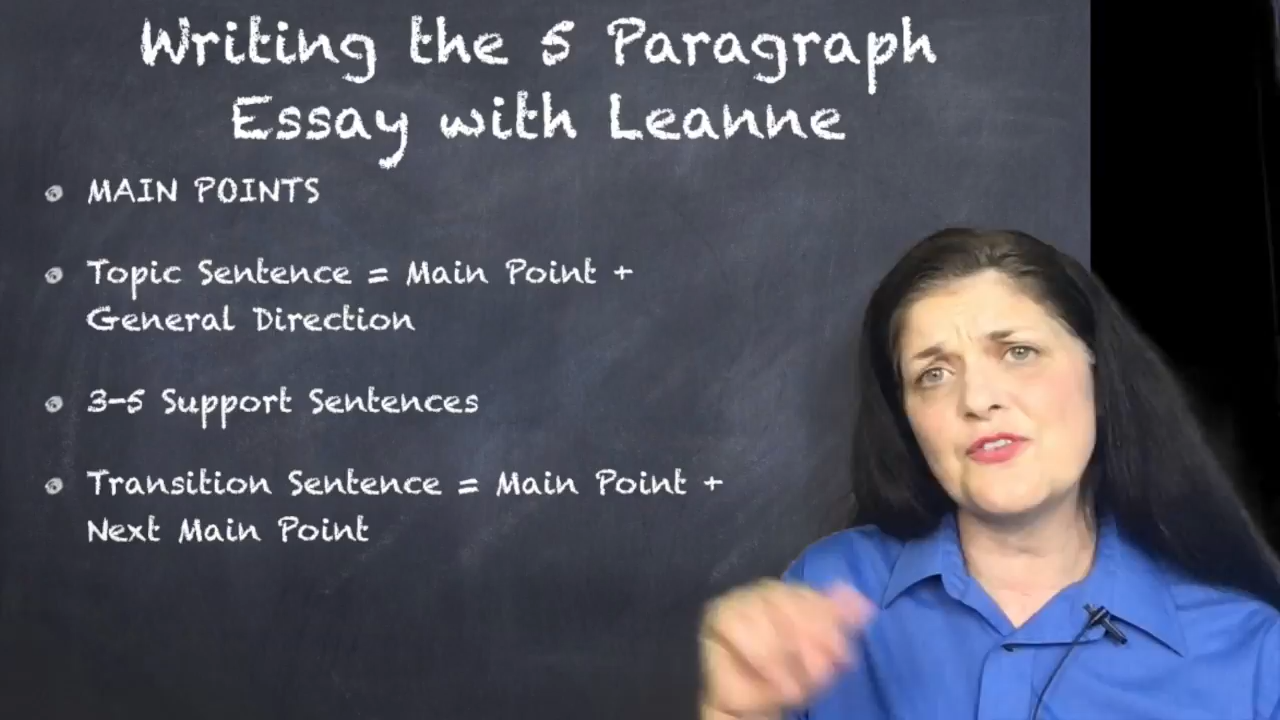 Writing the 5 Paragraph
Essay with Leanne
MAIN POINTS
Topic Sentence = Main Point +
General Direction
3-5 Support Sentences
Transition Sentence = Main Point +
Next Main Point